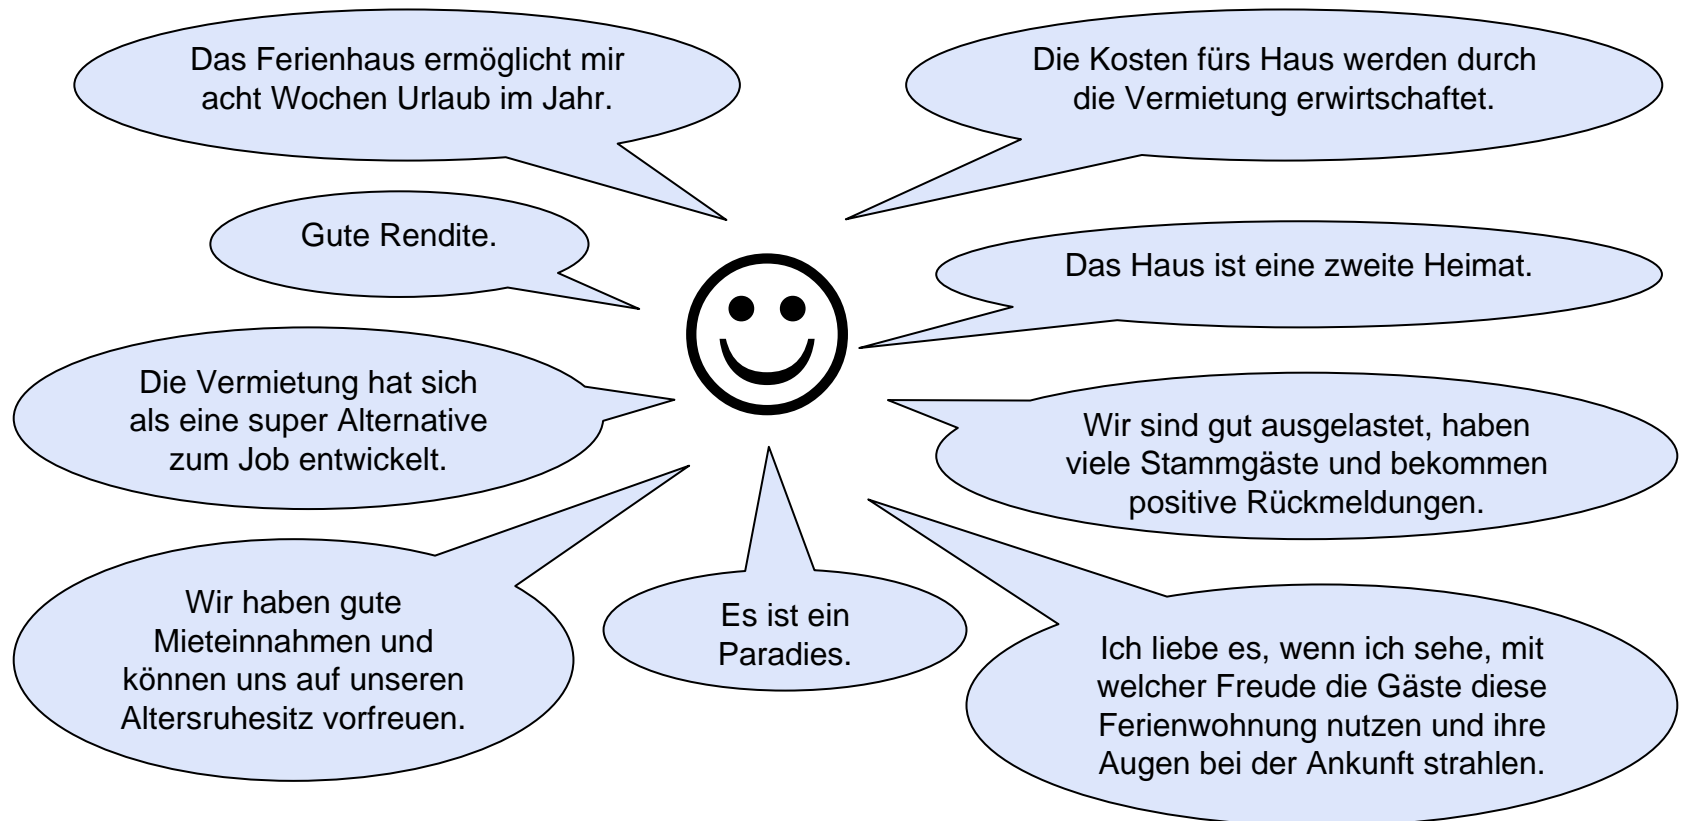 Das Ferienhaus ermöglicht mir
acht Wochen Urlaub im Jahr.
Die Kosten fürs Haus werden durch
die Vermietung erwirtschaftet.
Gute Rendite.
Das Haus ist eine zweite Heimat.
Die Vermietung hat sich
als eine super Alternative
zum Job entwickelt.
Wir sind gut ausgelastet, haben
viele Stammgäste und bekommen
positive Rückmeldungen.
Wir haben gute
Mieteinnahmen und
können uns auf unseren
Altersruhesitz vorfreuen.
Es ist ein
Paradies.
Ich liebe es, wenn ich sehe, mit
welcher Freude die Gäste diese
Ferienwohnung nutzen und ihre
Augen bei der Ankunft strahlen.